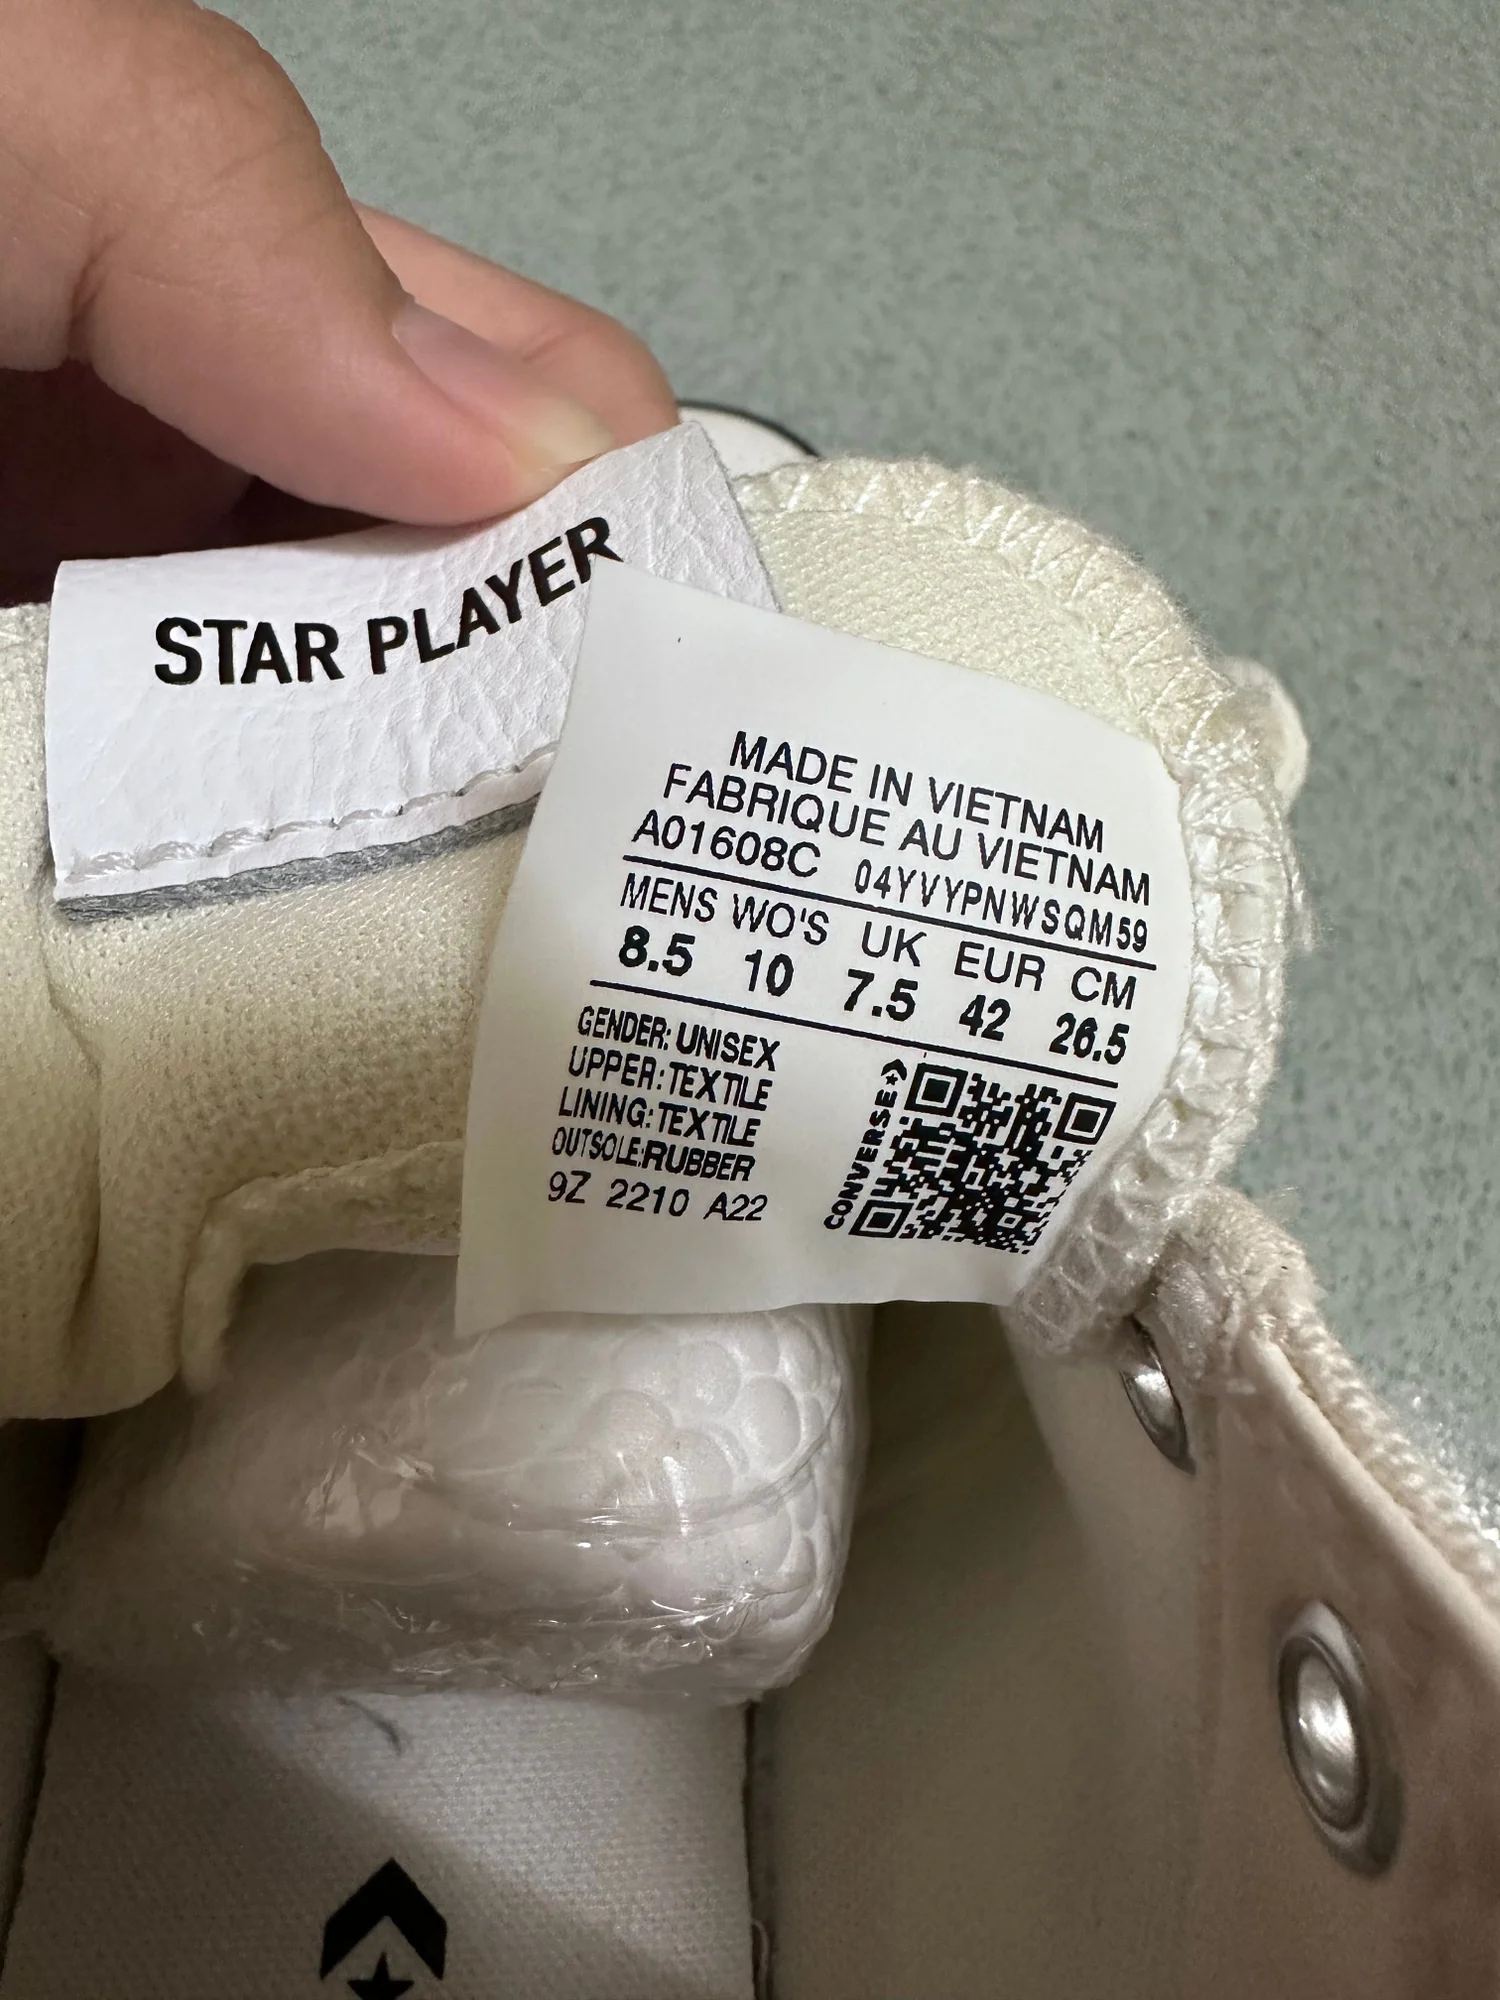 STAR PLAYER
MADE IN VIETNAM
FABRIQUE AU VIETNAM
A01608C 04YVYPNWSQM59
MENS WO'S UK EUR CM
8.5 10 7.5 42 26.5
GENDER: UNISEX
UPPER: TEXTILE
LINING: TEXTILE
OUTSOLE: RUBBER
9Z 2210 A22
CONVERSE